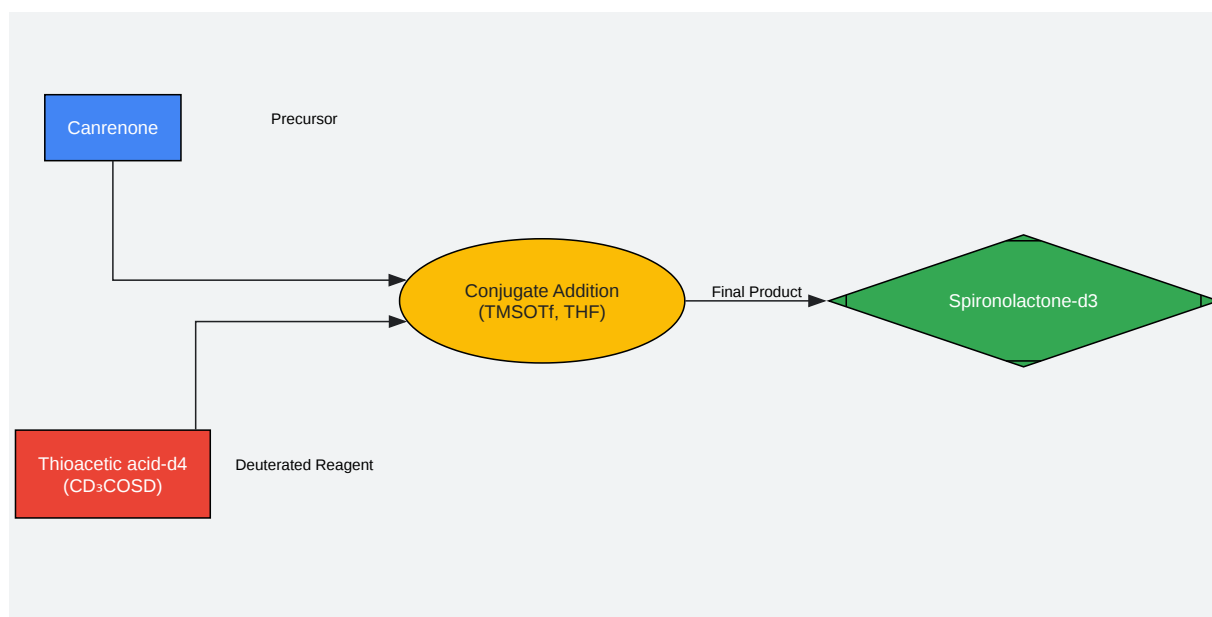 Canrenone
Precursor
Conjugate Addition
(TMSOTf, THF)
Final Product
Spironolactone-d3
Thioacetic acid-d4
(CD₃COSD)
Deuterated Reagent